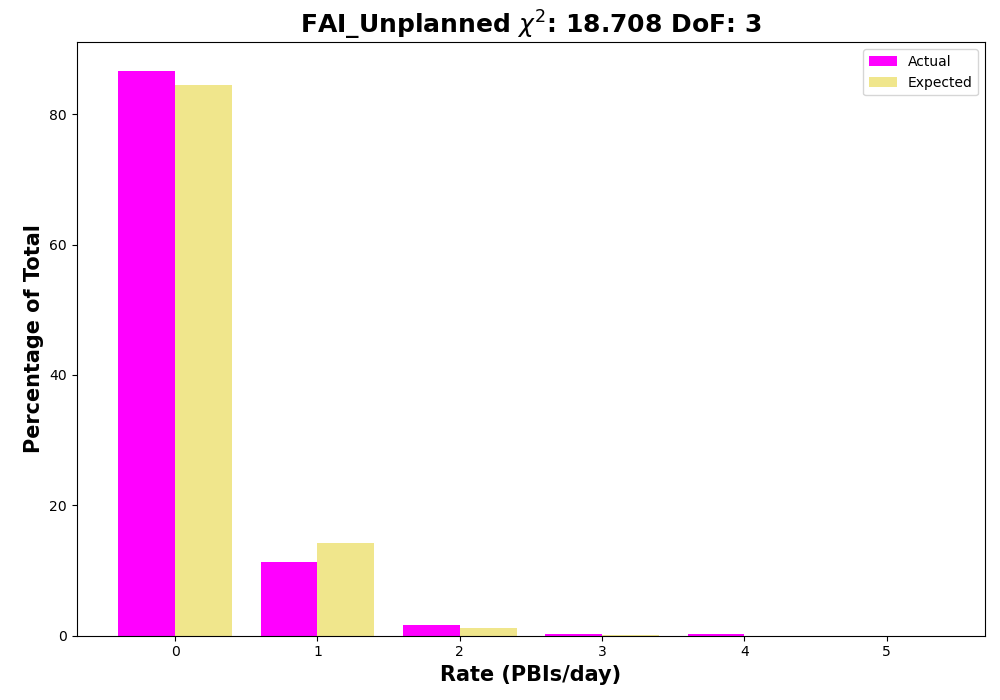 FAI_Unplanned χ²: 18.708 DoF: 3
Actual
Expected
Percentage of Total
80
60
40
20
0
0 1 2 3 4 5
Rate (PBIs/day)